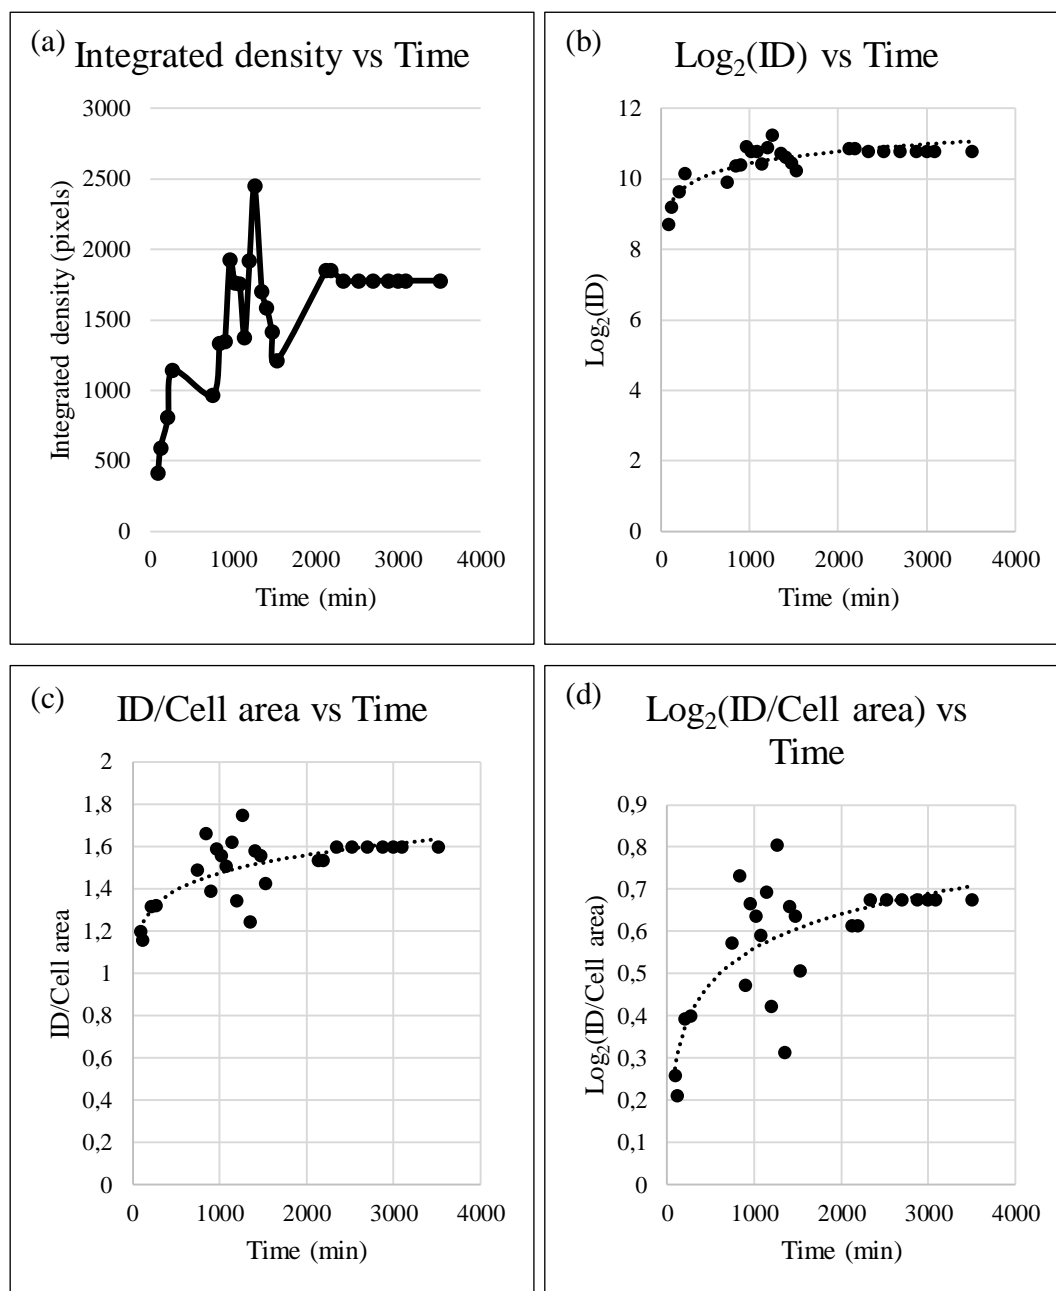 (a)
Integrated density vs Time
3000
2500
2000
1500
1000
500
0
Integrated density (pixels)
0 1000 2000 3000 4000
Time (min)
(b)
Log₂(ID) vs Time
12
10
8
6
4
2
0
Log₂(ID)
0 1000 2000 3000 4000
Time (min)
(c)
ID/Cell area vs Time
2
1,8
1,6
1,4
1,2
1
0,8
0,6
0,4
0,2
0
ID/Cell area
0 1000 2000 3000 4000
Time (min)
(d)
Log₂(ID/Cell area) vs
Time
0,9
0,8
0,7
0,6
0,5
0,4
0,3
0,2
0,1
0
Log₂(ID/Cell area)
0 1000 2000 3000 4000
Time (min)